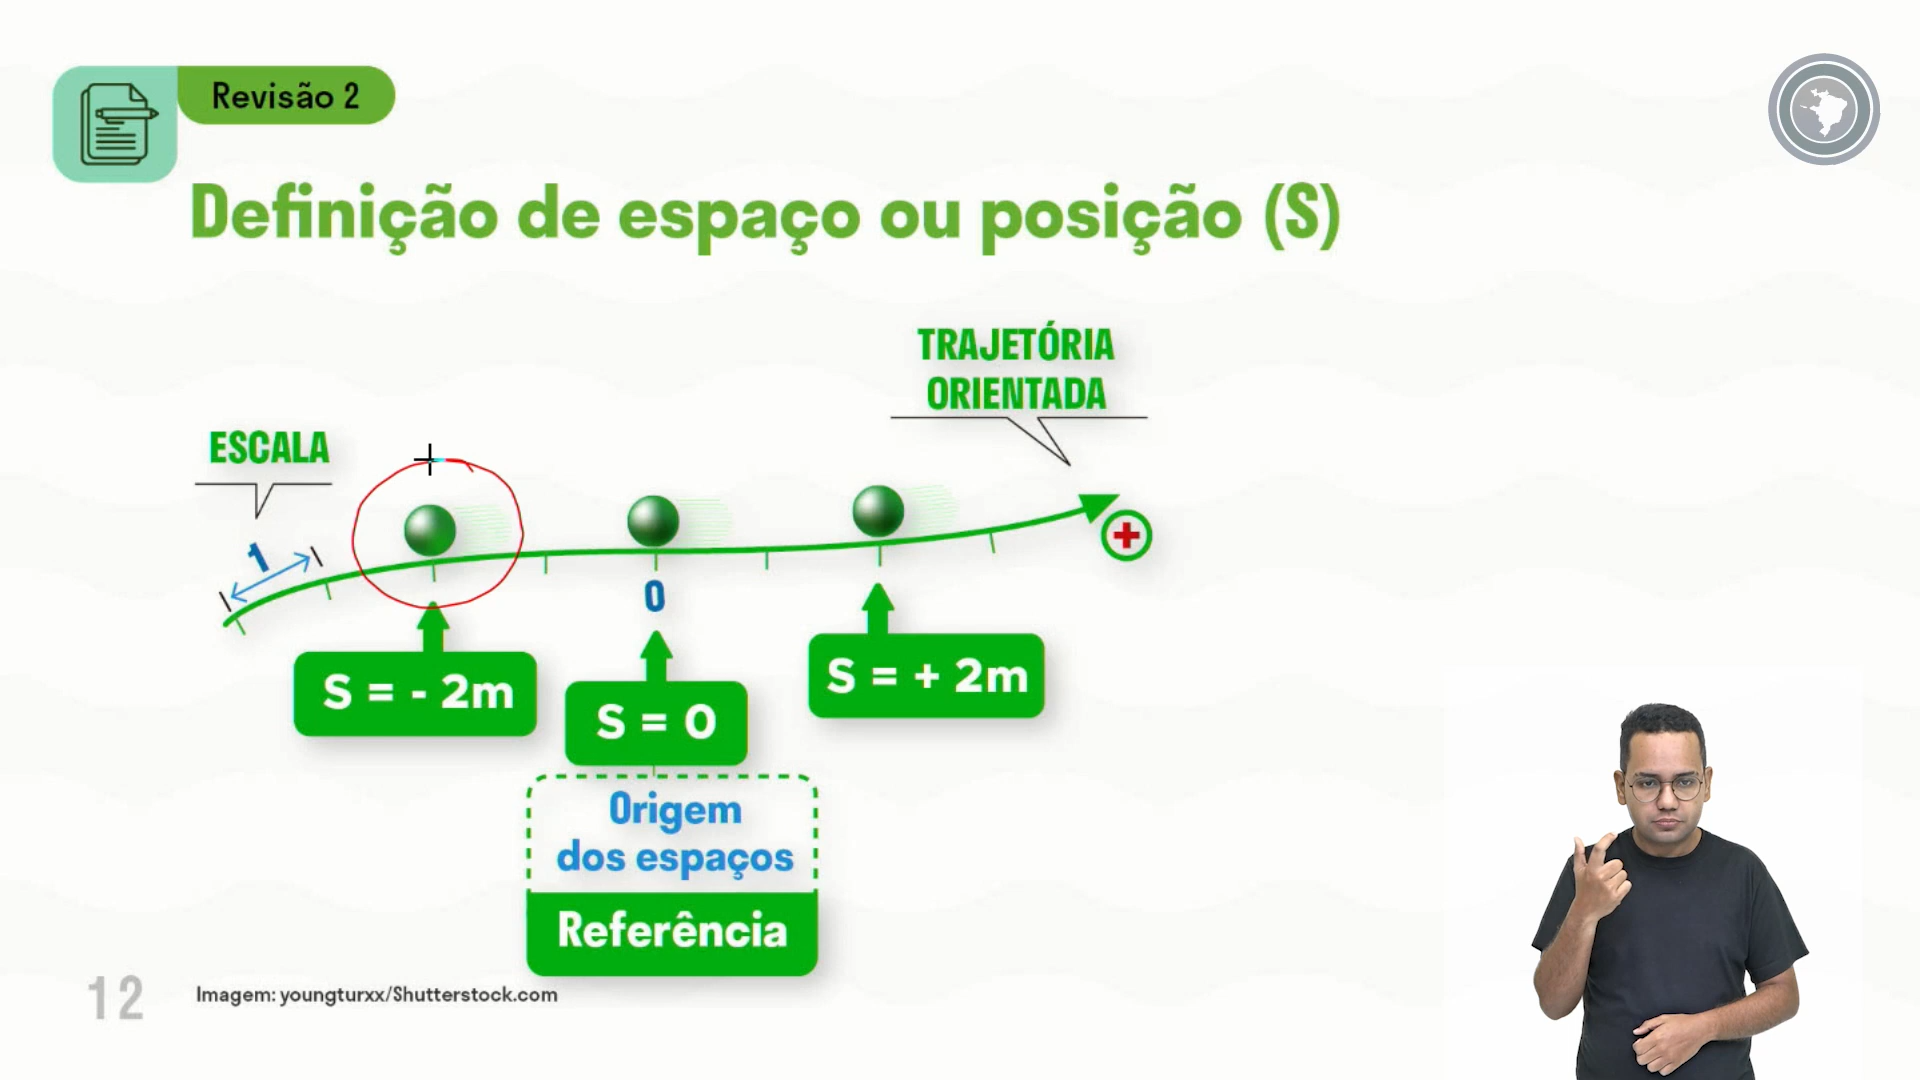 Revisão 2
Definição de espaço ou posição (S)
TRAJETÓRIA
ORIENTADA
ESCALA
1
0
S = - 2m
S = 0
S = + 2m
Origem
dos espaços
Referência
12
Imagem: youngturxx/Shutterstock.com